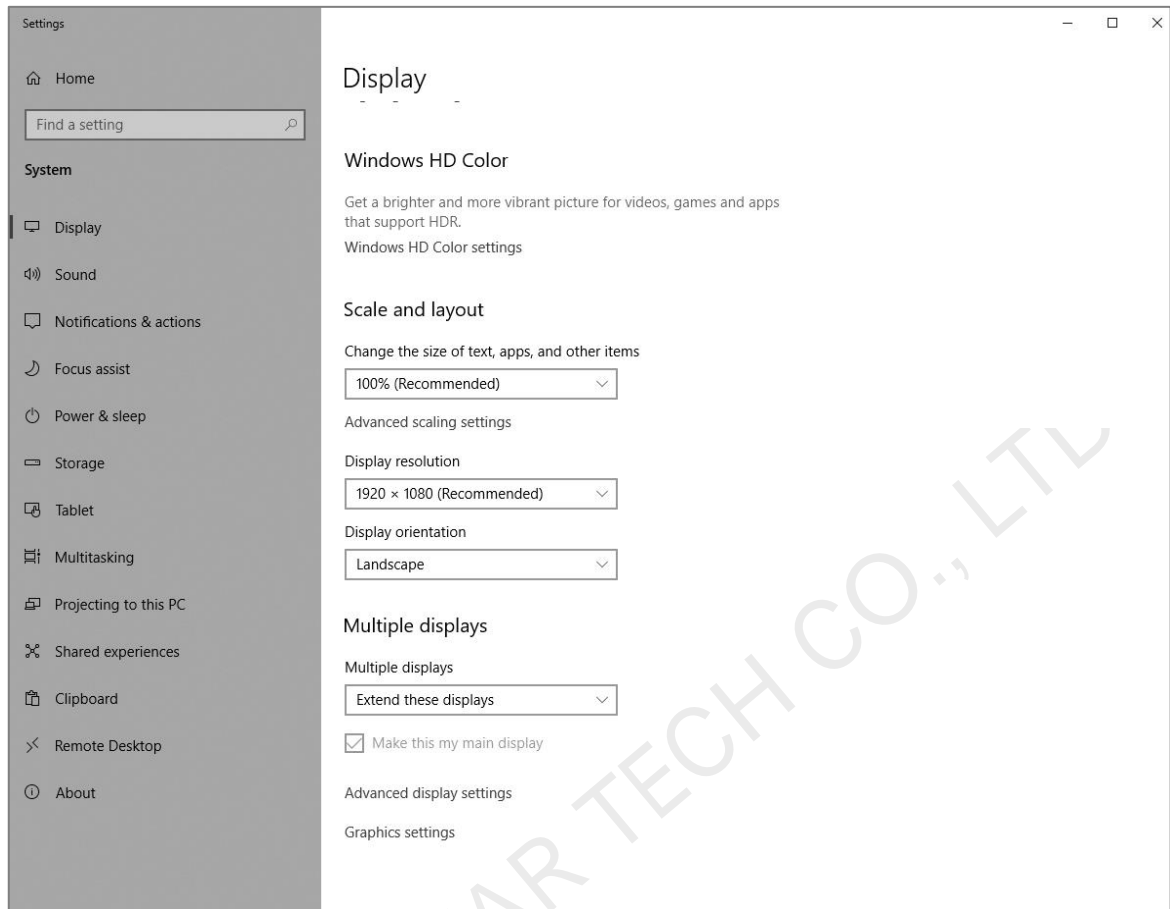 Settings
Home
Find a setting
System
Display
Sound
Notifications & actions
Focus assist
Power & sleep
Storage
Tablet
Multitasking
Projecting to this PC
Shared experiences
Clipboard
Remote Desktop
About
Display
Windows HD Color
Get a brighter and more vibrant picture for videos, games and apps
that support HDR.
Windows HD Color settings
Scale and layout
Change the size of text, apps, and other items
100% (Recommended)
Advanced scaling settings
Display resolution
1920 × 1080 (Recommended)
Display orientation
Landscape
Multiple displays
Multiple displays
Extend these displays
Make this my main display
Advanced display settings
Graphics settings
TECH CO., LTD